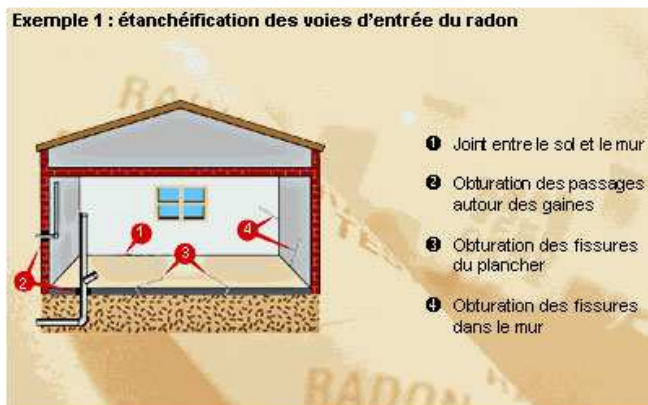 Exemple 1 : étanchéification des voies d'entrée du radon
❶ Joint entre le sol et le mur
❷ Obturation des passages
autour des gaines
❸ Obturation des fissures
du plancher
❹ Obturation des fissures
dans le mur
1
2
3
4
RADON